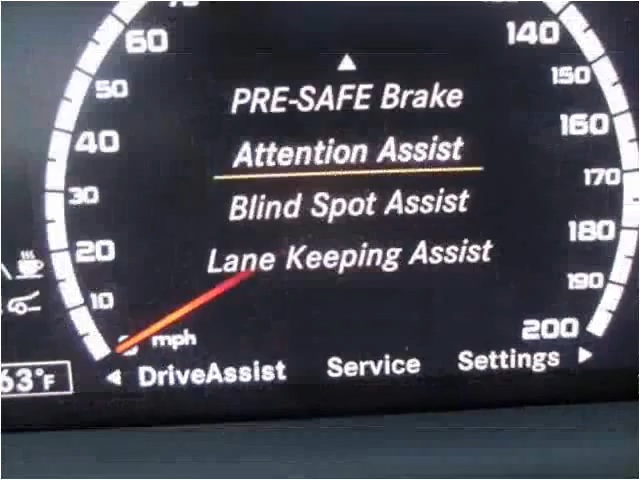 60
140
50
150
PRE-SAFE Brake
40
160
Attention Assist
30
170
Blind Spot Assist
20
180
Lane Keeping Assist
10
190
mph
200
63°F
DriveAssist
Service
Settings